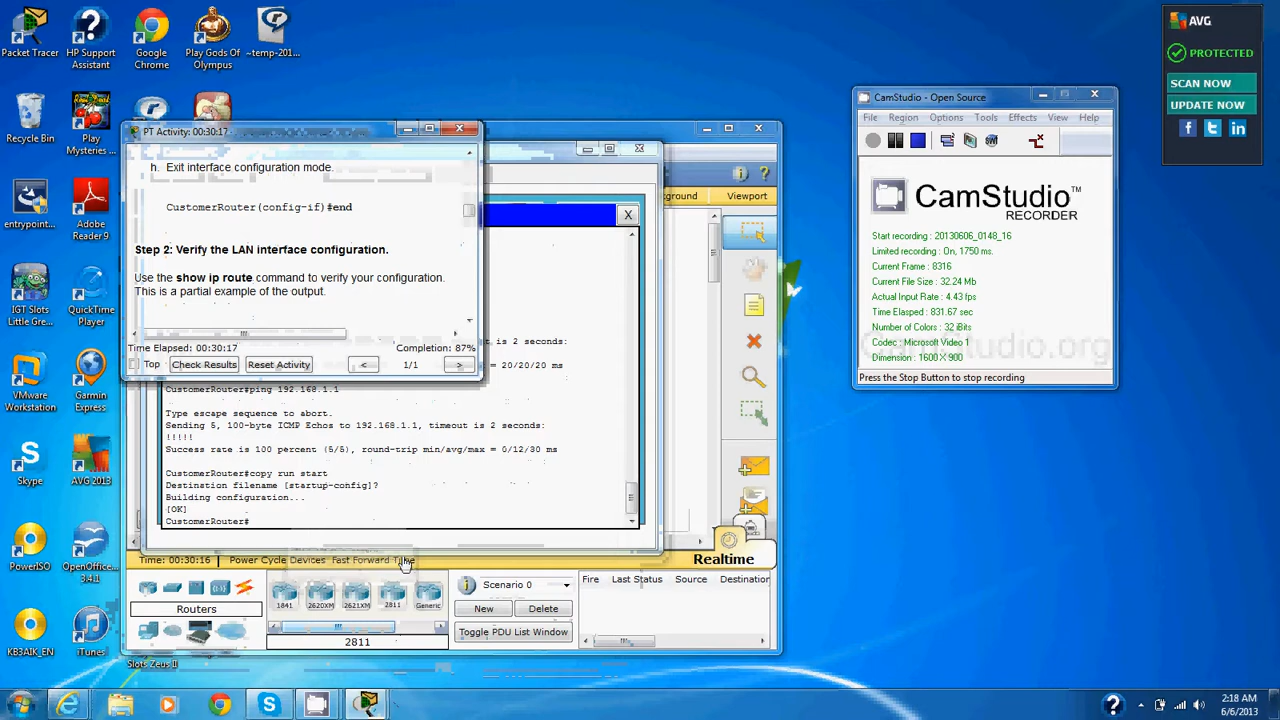 Packet Tracer
HP Support Assistant
Google Chrome
Play Gods Of Olympus
~temp-201...
AVG
PROTECTED
SCAN NOW
UPDATE NOW
Recycle Bin
Play Mysteries ...
entrypoint...
Adobe Reader 9
IGT Slots Little Gre...
QuickTime Player
VMware Workstation
Garmin Express
Skype
AVG 2013
PowerISO
OpenOffice... 3.4.1
KB3AIK_EN
iTunes
Slots Zeus II
PT Activity: 00:30:17
h. Exit interface configuration mode.
CustomerRouter(config-if)#end
Step 2: Verify the LAN interface configuration.
Use the show ip route command to verify your configuration.
This is a partial example of the output.
Time Elapsed: 00:30:17
Completion: 87%
Top
Check Results
Reset Activity
<
1/1
>
Viewport
X
is 2 seconds:
= 20/20/20 ms
CustomerRouter#ping 192.168.1.1
Type escape sequence to abort.
Sending 5, 100-byte ICMP Echos to 192.168.1.1, timeout is 2 seconds:
!!!!!
Success rate is 100 percent (5/5), round-trip min/avg/max = 0/12/30 ms
CustomerRouter#copy run start
Destination filename [startup-config]?
Building configuration...
[OK]
CustomerRouter#
Time: 00:30:16
Power Cycle Devices
Fast Forward Time
Realtime
Routers
1841
2620XM
2621XM
2811
Generic
2811
Scenario 0
New
Delete
Toggle PDU List Window
Fire
Last Status
Source
Destination
CamStudio - Open Source
File
Region
Options
Tools
Effects
View
Help
CamStudio™
RECORDER
Start recording : 20130606_0148_16
Limited recording : On, 1750 ms.
Current Frame : 8316
Current File Size : 32.24 Mb
Actual Input Rate : 4.43 fps
Time Elapsed : 831.67 sec
Number of Colors : 32 Bits
Codec : Microsoft Video 1
Dimension : 1600 X 900
CamStudio.org
Press the Stop Button to stop recording
2:18 AM
6/6/2013